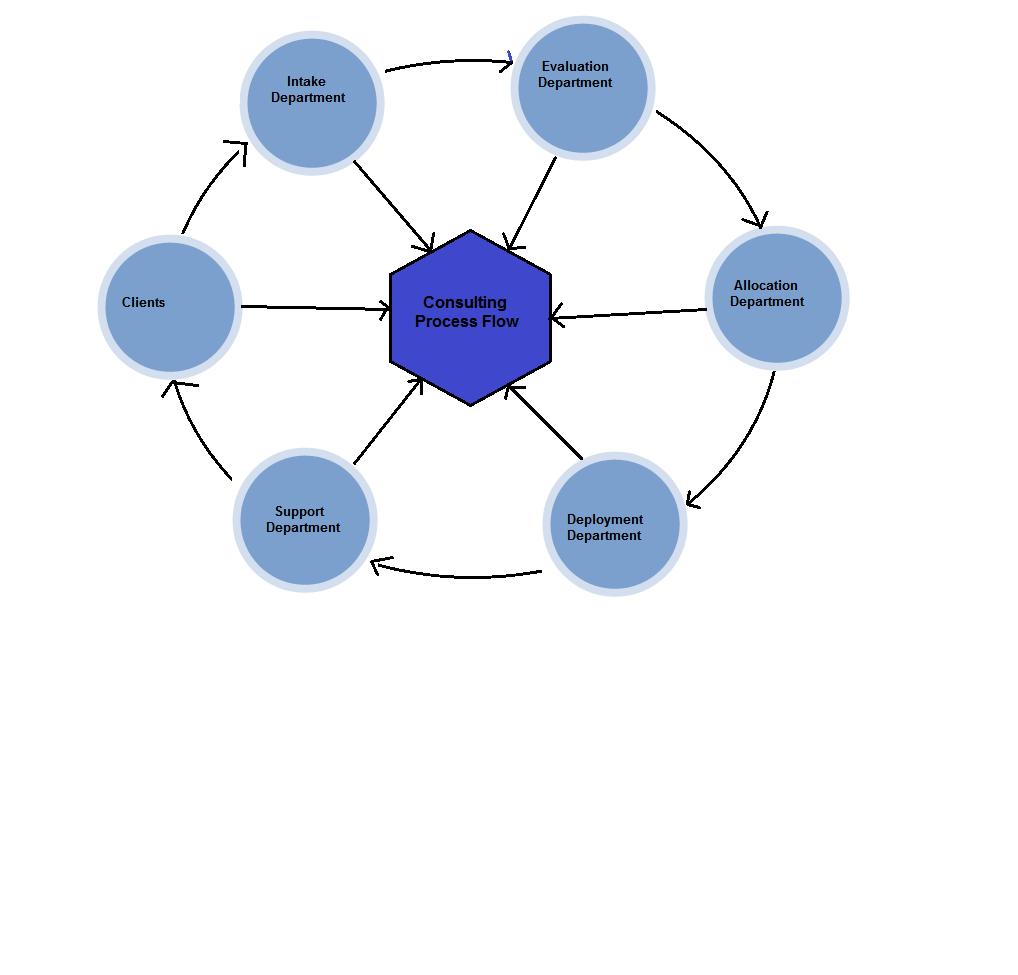 Intake
Department
Evaluation
Department
Allocation
Department
Clients
Consulting
Process Flow
Support
Department
Deployment
Department